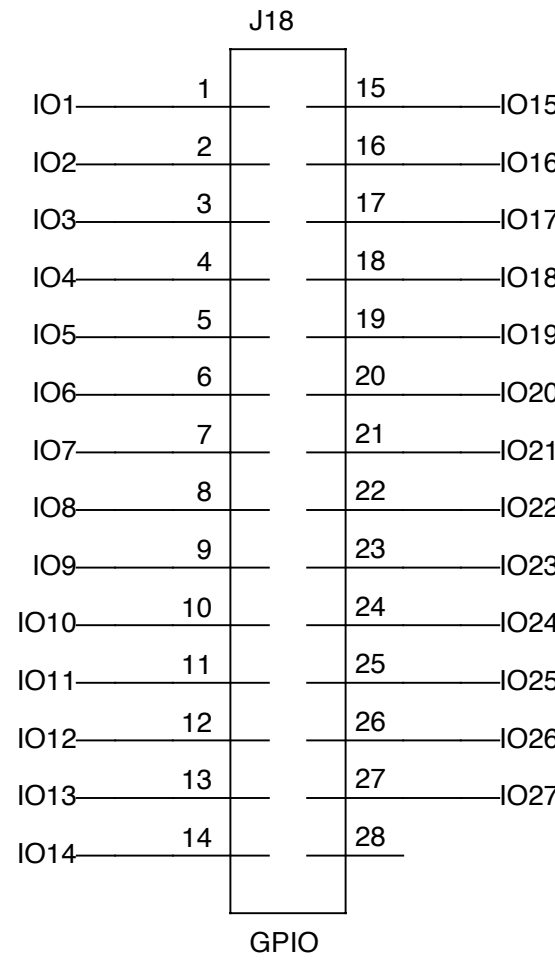 J18
IO1 1 15 IO15
IO2 2 16 IO16
IO3 3 17 IO17
IO4 4 18 IO18
IO5 5 19 IO19
IO6 6 20 IO20
IO7 7 21 IO21
IO8 8 22 IO22
IO9 9 23 IO23
IO10 10 24 IO24
IO11 11 25 IO25
IO12 12 26 IO26
IO13 13 27 IO27
IO14 14 28
GPIO